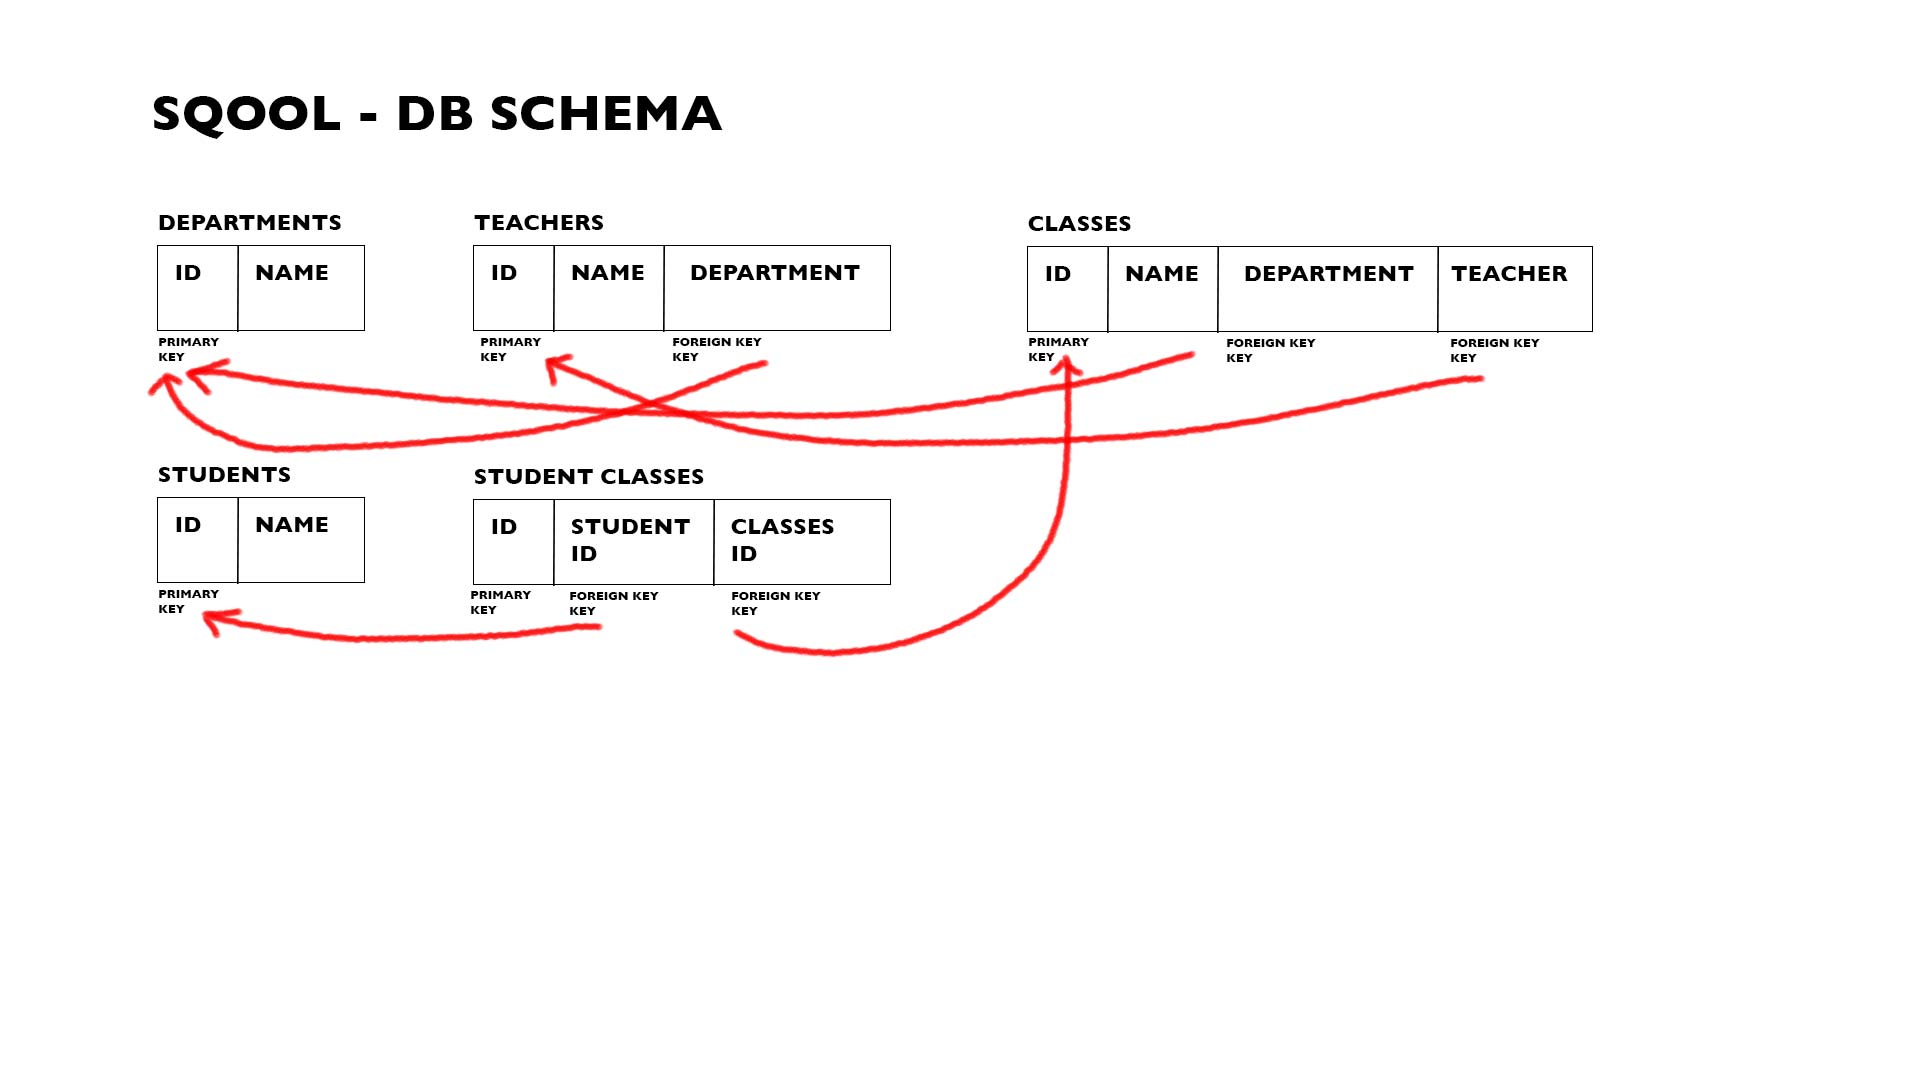 SQOOL - DB SCHEMA
DEPARTMENTS
ID NAME
PRIMARY
KEY
TEACHERS
ID NAME DEPARTMENT
PRIMARY
KEY
FOREIGN KEY
KEY
CLASSES
ID NAME DEPARTMENT TEACHER
PRIMARY
KEY
FOREIGN KEY
KEY
FOREIGN KEY
KEY
STUDENTS
ID NAME
PRIMARY
KEY
STUDENT CLASSES
ID
STUDENT
ID
CLASSES
ID
PRIMARY
KEY
FOREIGN KEY
KEY
FOREIGN KEY
KEY